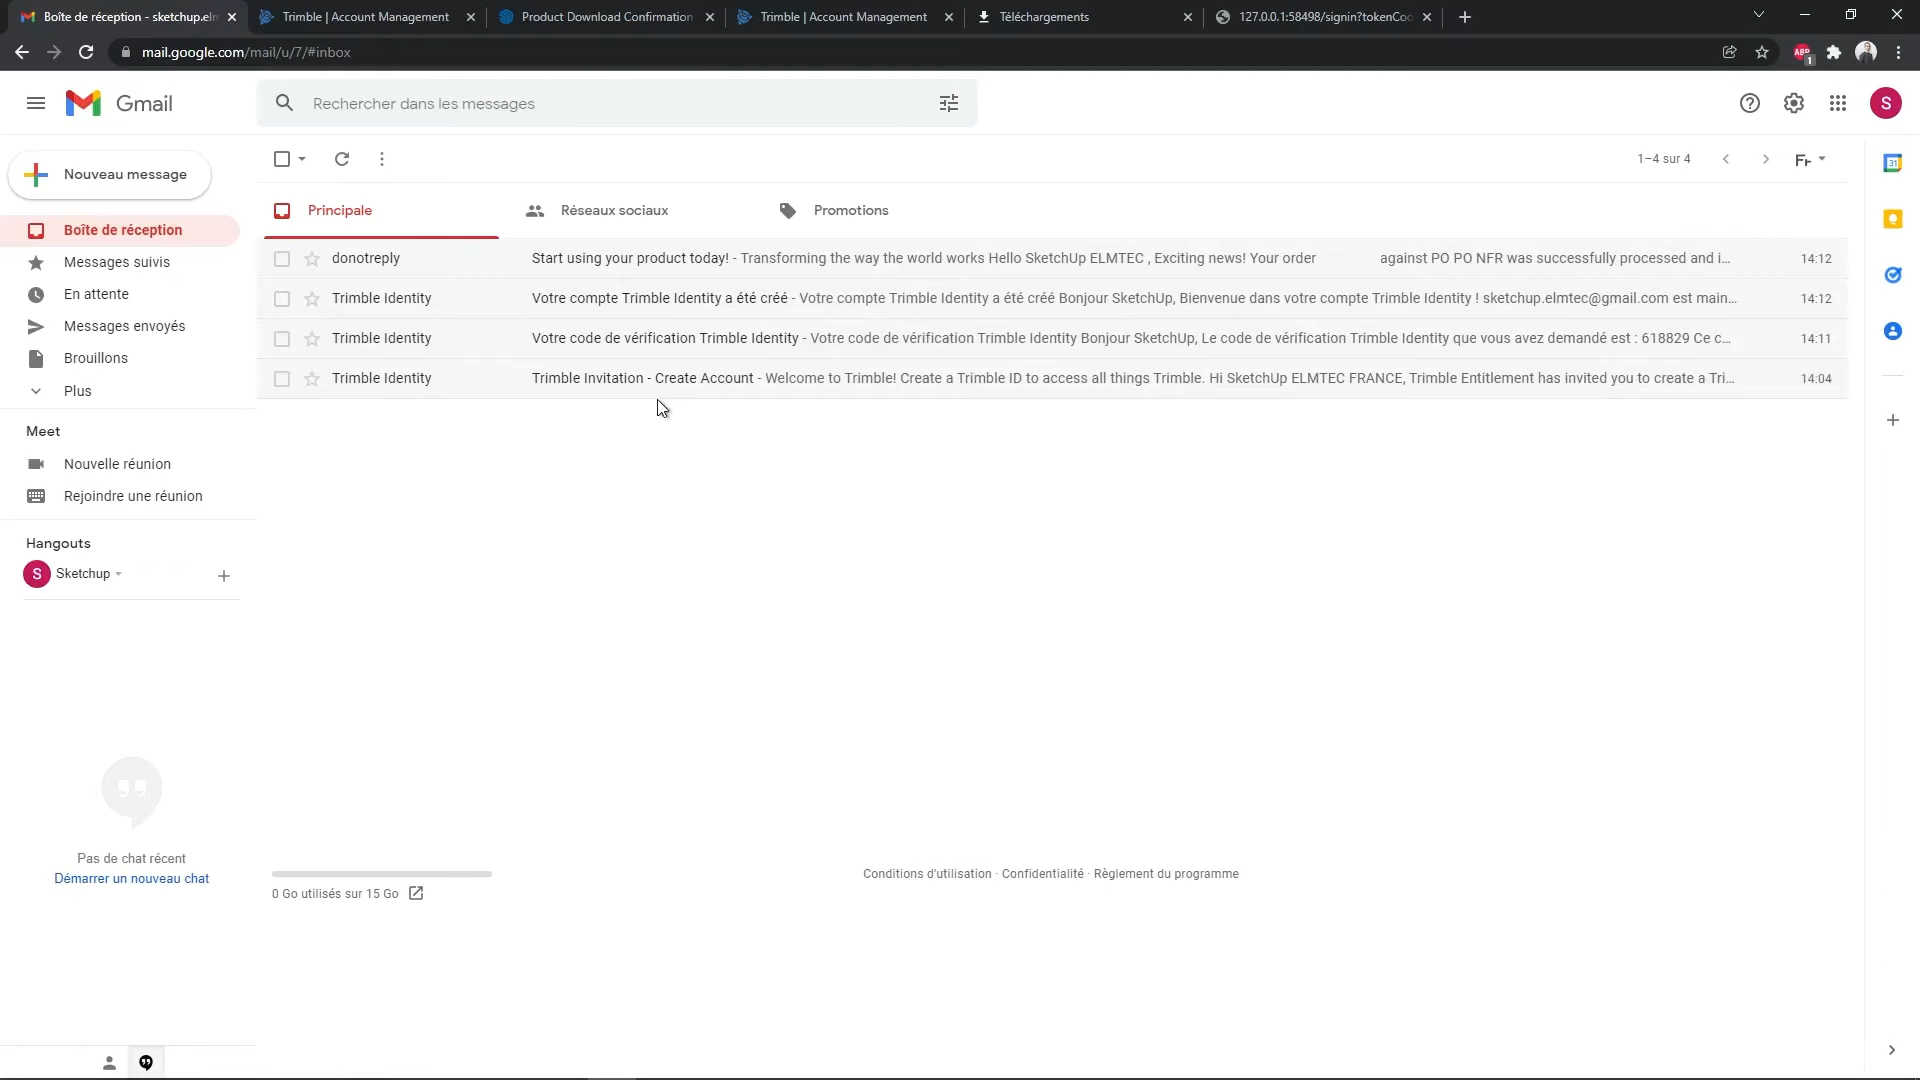 Boîte de réception - sketchup.elm
Trimble | Account Management
Product Download Confirmation
Trimble | Account Management
Téléchargements
127.0.0.1:58498/signin?tokenCoo
mail.google.com/mail/u/7/#inbox
ABP
1
Gmail
Rechercher dans les messages
S
Nouveau message
1–4 sur 4
Fr
31
Boîte de réception
Messages suivis
En attente
Messages envoyés
Brouillons
Plus
Principale
Réseaux sociaux
Promotions
donotreply Start using your product today! - Transforming the way the world works Hello SketchUp ELMTEC , Exciting news! Your order against PO PO NFR was successfully processed and i... 14:12
Trimble Identity Votre compte Trimble Identity a été créé - Votre compte Trimble Identity a été créé Bonjour SketchUp, Bienvenue dans votre compte Trimble Identity ! sketchup.elmtec@gmail.com est main... 14:12
Trimble Identity Votre code de vérification Trimble Identity - Votre code de vérification Trimble Identity Bonjour SketchUp, Le code de vérification Trimble Identity que vous avez demandé est : 618829 Ce c... 14:11
Trimble Identity Trimble Invitation - Create Account - Welcome to Trimble! Create a Trimble ID to access all things Trimble. Hi SketchUp ELMTEC FRANCE, Trimble Entitlement has invited you to create a Tri... 14:04
Meet
Nouvelle réunion
Rejoindre une réunion
Hangouts
S Sketchup
Pas de chat récent
Démarrer un nouveau chat
0 Go utilisés sur 15 Go
Conditions d'utilisation · Confidentialité · Règlement du programme